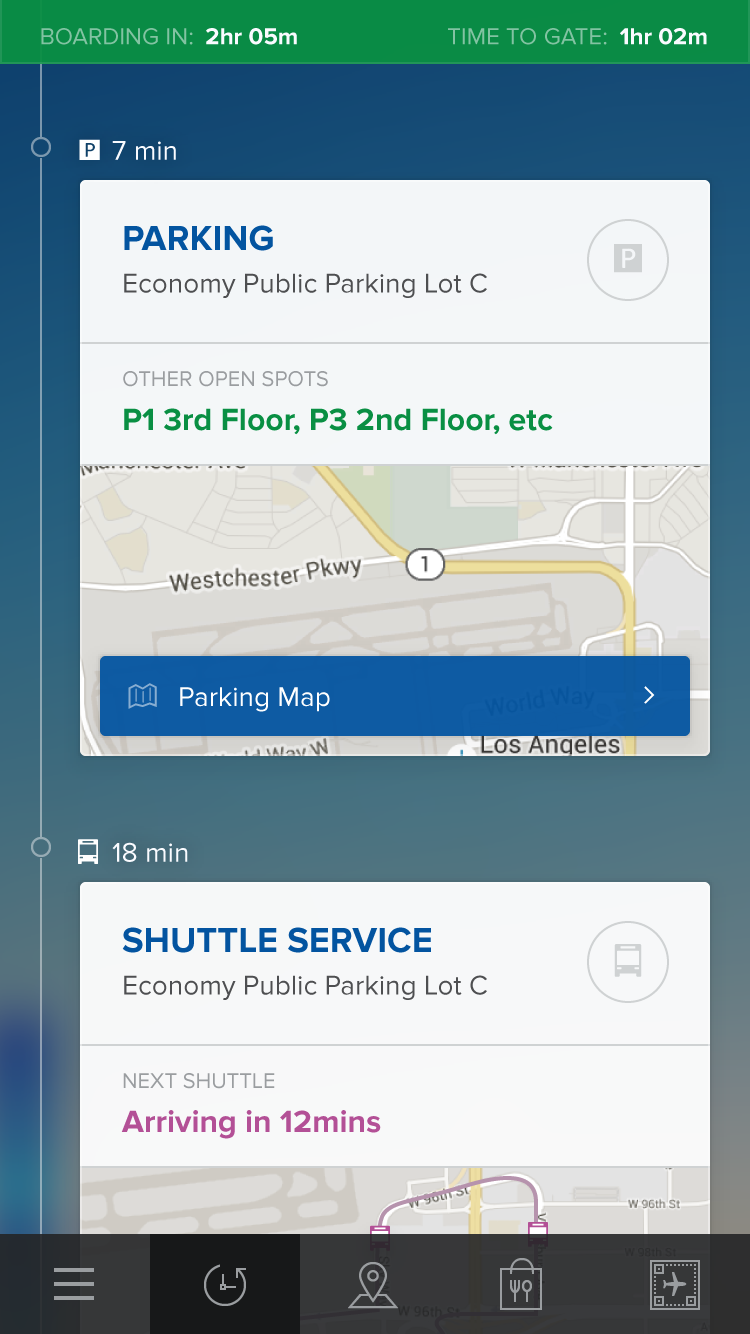 BOARDING IN: 2hr 05m
TIME TO GATE: 1hr 02m
P 7 min
PARKING
Economy Public Parking Lot C
P
OTHER OPEN SPOTS
P1 3rd Floor, P3 2nd Floor, etc
Manchester Ave
W Manchester Ave
1
Westchester Pkwy
Parking Map
World Way
World Way W
Los Angeles
18 min
SHUTTLE SERVICE
Economy Public Parking Lot C
NEXT SHUTTLE
Arriving in 12mins
W 96th St
W 96th St
W 98th St
W 96th St